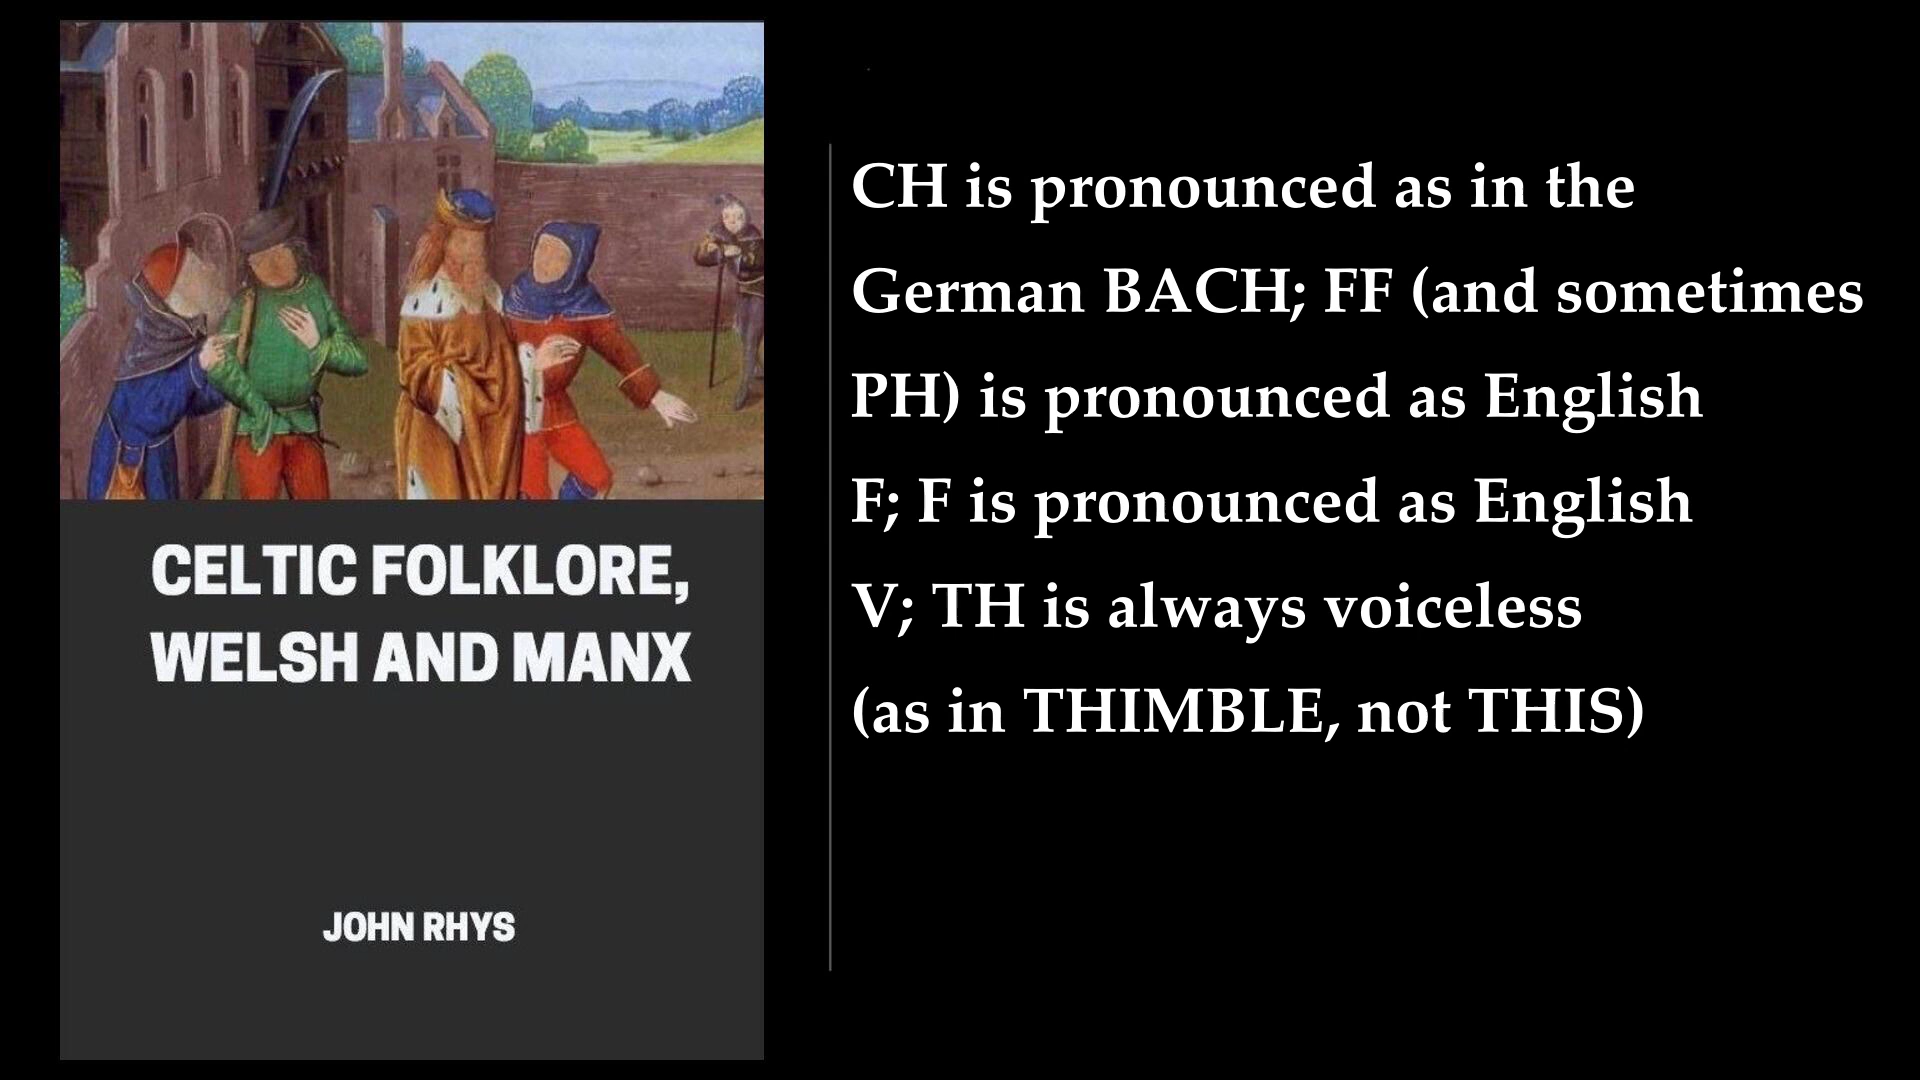 CELTIC FOLKLORE,
WELSH AND MANX
JOHN RHYS
CH is pronounced as in the
German BACH; FF (and sometimes
PH) is pronounced as English
F; F is pronounced as English
V; TH is always voiceless
(as in THIMBLE, not THIS)